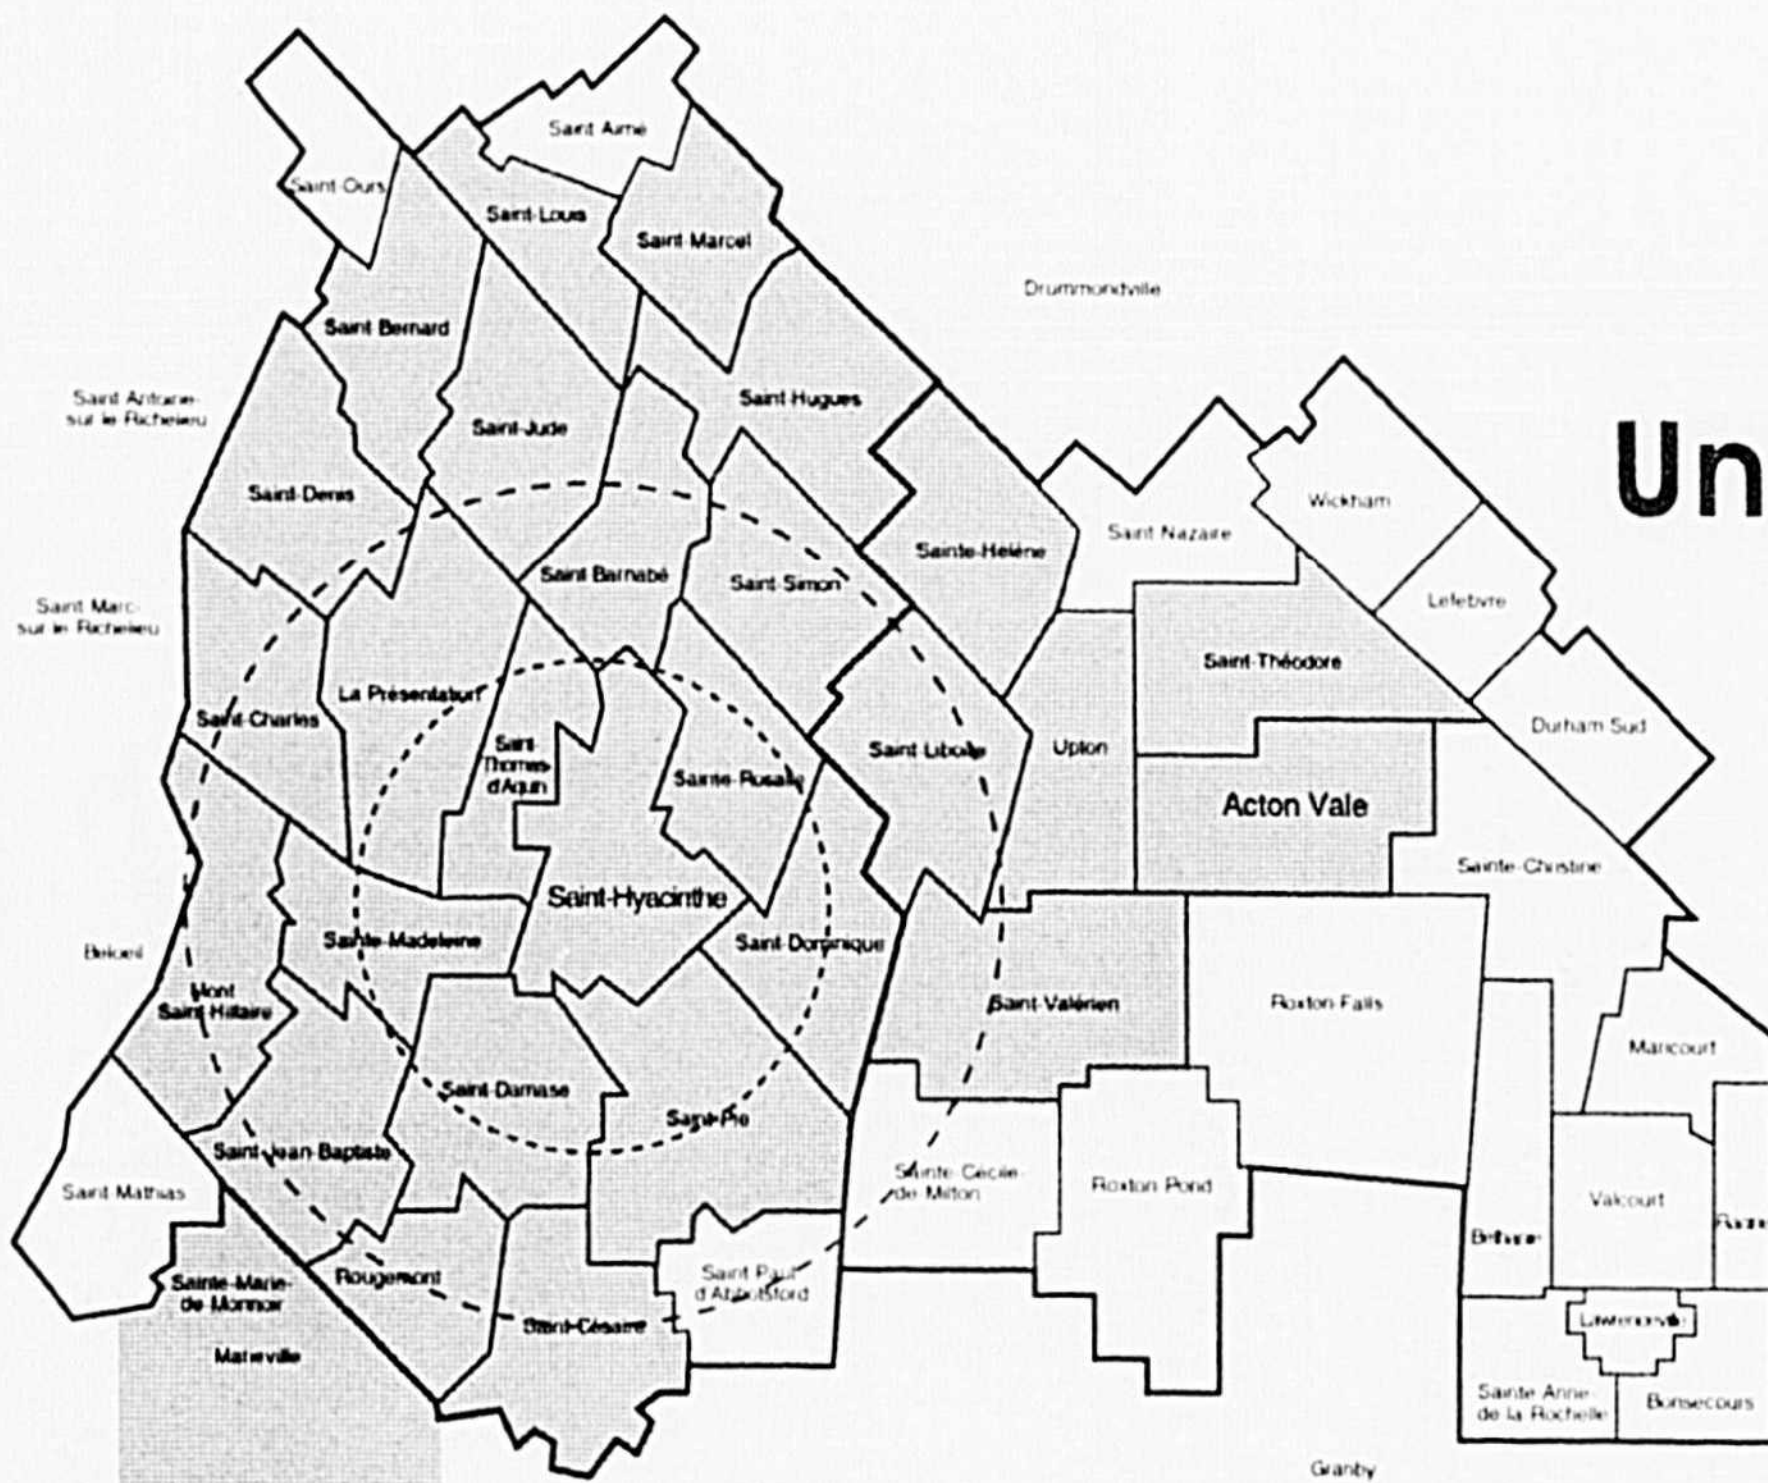 Saint-Aimé
Saint-Ours
Saint-Louis
Saint-Marcel
Drummondville
Saint-Bernard
Saint-Antoine-
sur-le-Richelieu
Saint-Hugues
Saint-Jude
Un
Saint-Denis
Wickham
Saint-Nazaire
Sainte-Hélène
Saint-Barnabé
Saint-Simon
Lefebvre
Saint-Marc-
sur-le-Richelieu
Saint-Théodore
La Présentation
Saint-Charles
Durham-Sud
Saint-
Thomas-
d'Aquin
Saint-Liboire
Upton
Sainte-Rosalie
Acton Vale
Sainte-Christine
Saint-Hyacinthe
Sainte-Madeleine
Saint-Dominique
Beloeil
Mont
Saint-Hilaire
Saint-Valérien
Roxton Falls
Maricourt
Saint-Damase
Saint-Pie
Saint-Jean-Baptiste
Sainte-Cécile-
de-Milton
Roxton Pond
Saint-Mathias
Valcourt
Béthanie
Saint-Paul
d'Abbotsford
Rougemont
Sainte-Marie-
de-Monnoir
Saint-Césaire
Lawrenceville
Marieville
Sainte-Anne-
de-la-Rochelle
Bonsecours
Granby